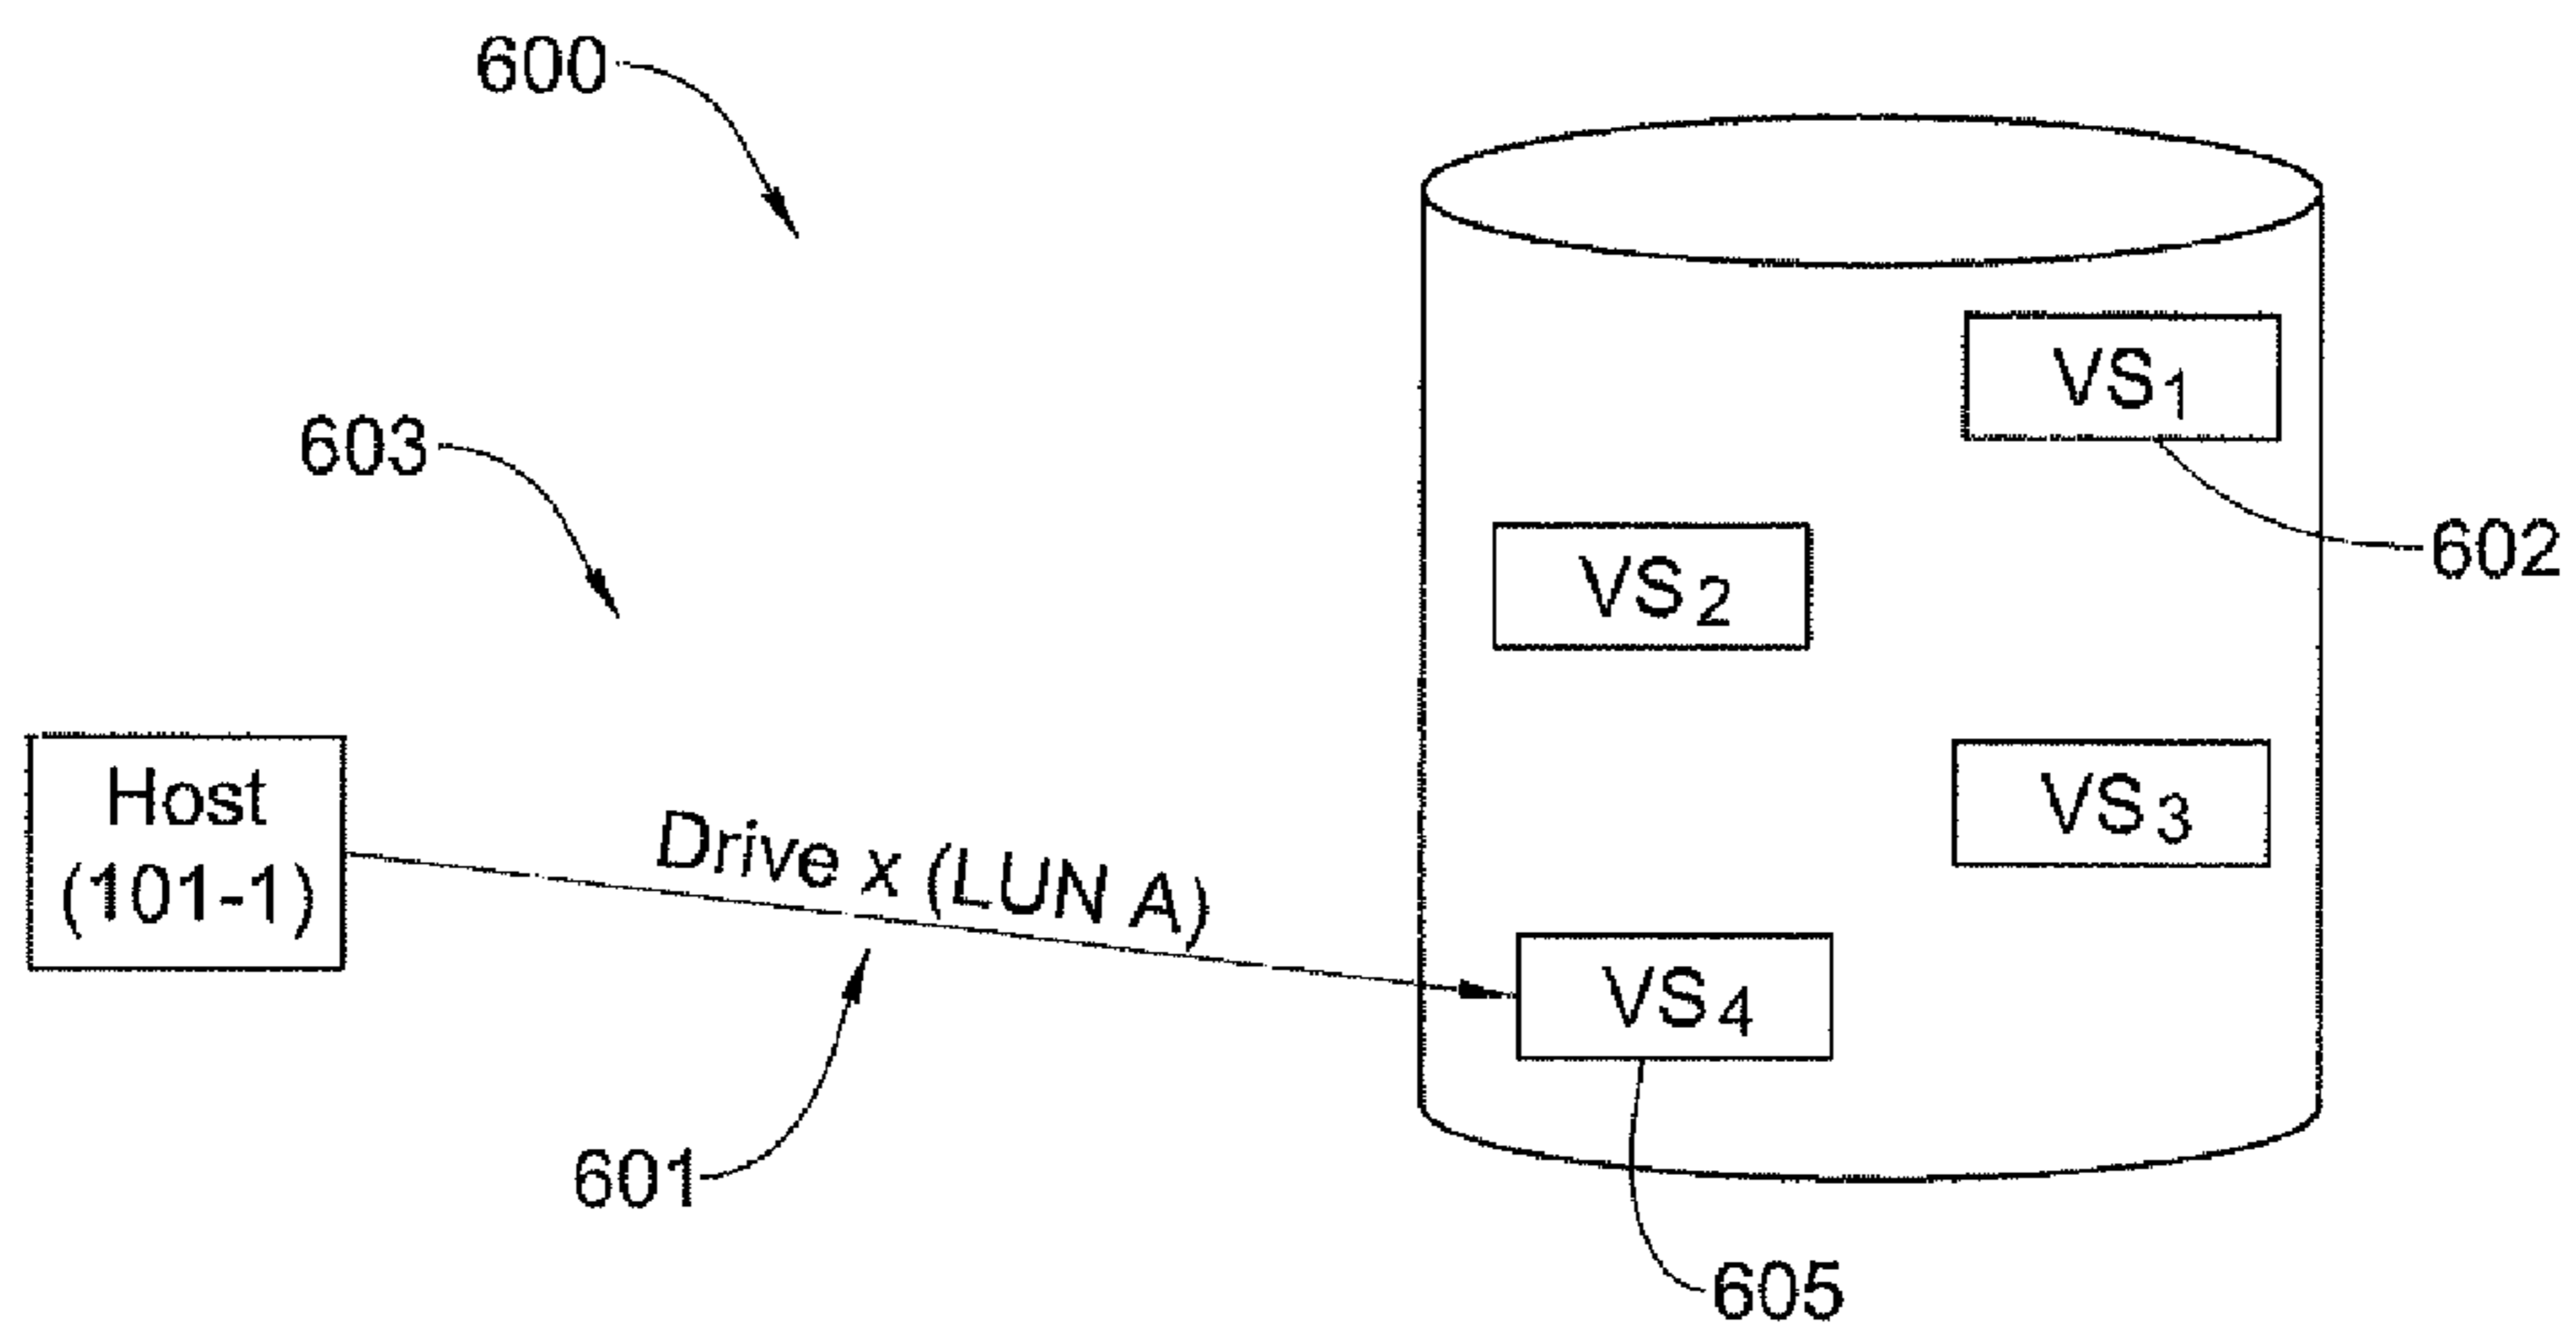 600
VS1
603
602
VS2
Host
(101-1)
VS3
Drive x (LUN A)
VS4
601
605